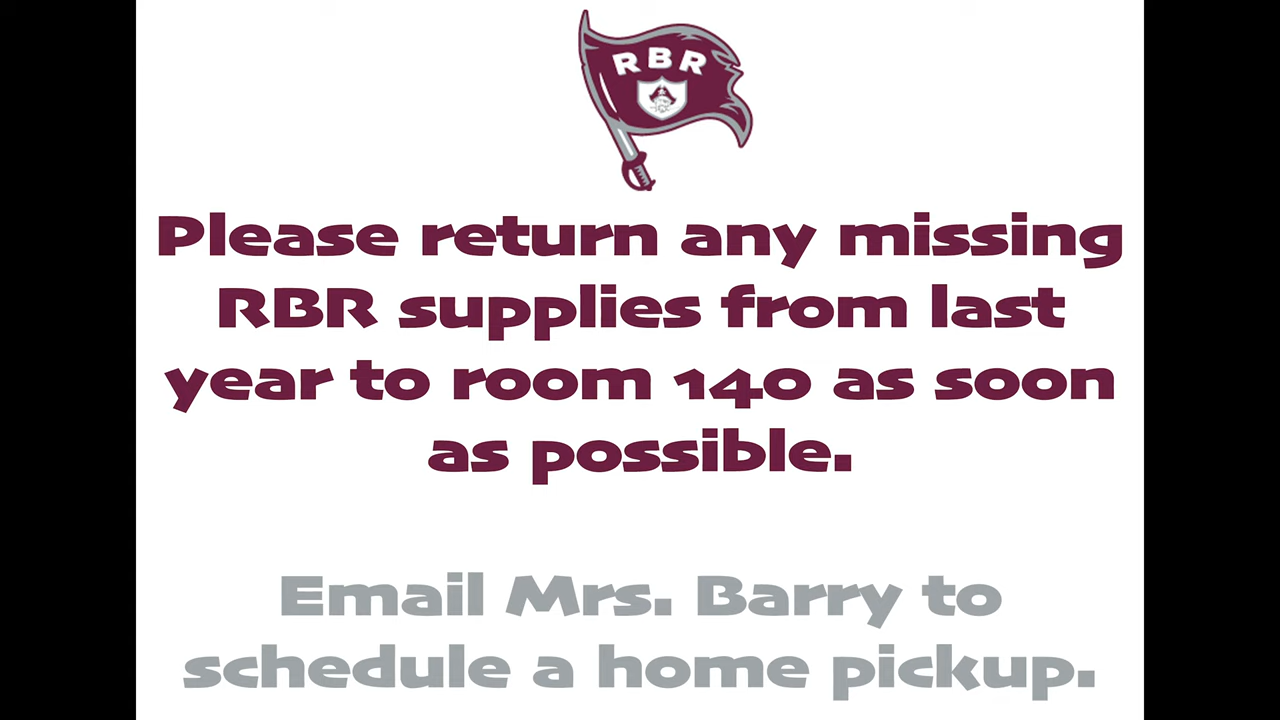 RBR
Please return any missing
RBR supplies from last
year to room 140 as soon
as possible.
Email Mrs. Barry to
schedule a home pickup.